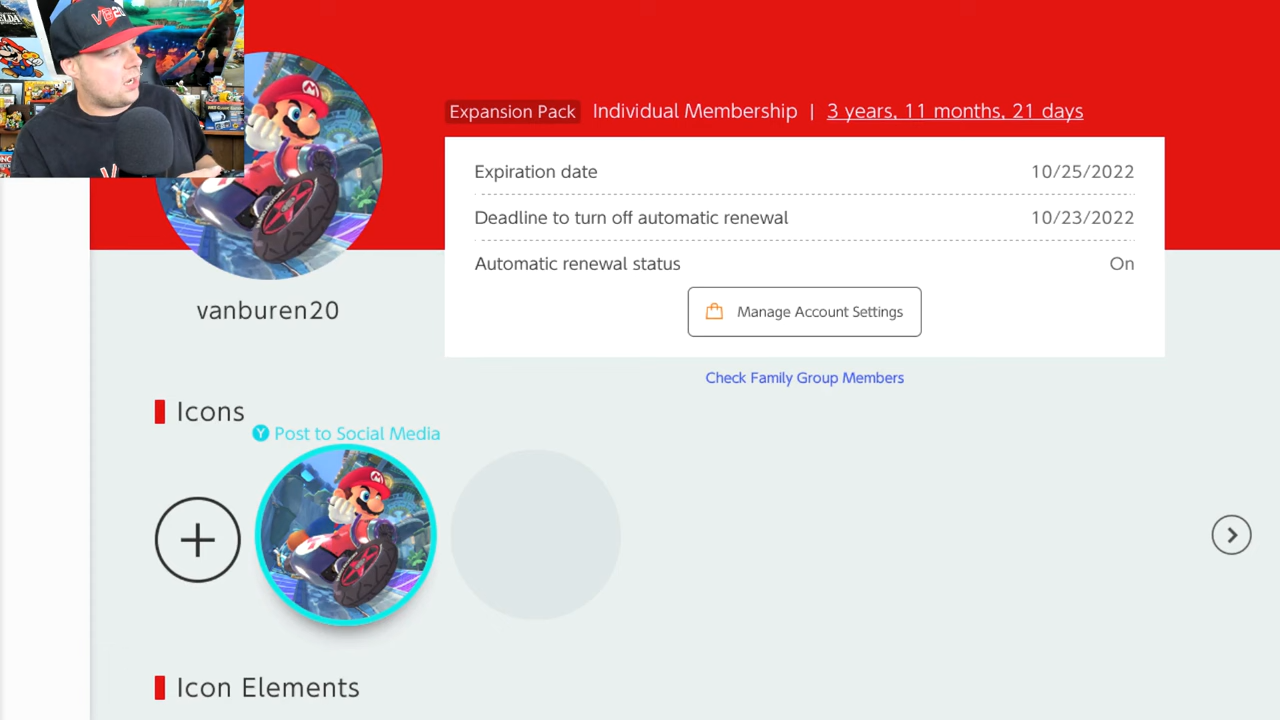 Expansion Pack Individual Membership | 3 years, 11 months, 21 days
Expiration date 10/25/2022
Deadline to turn off automatic renewal 10/23/2022
Automatic renewal status On
Manage Account Settings
vanburen20
Check Family Group Members
Icons
Y Post to Social Media
Icon Elements